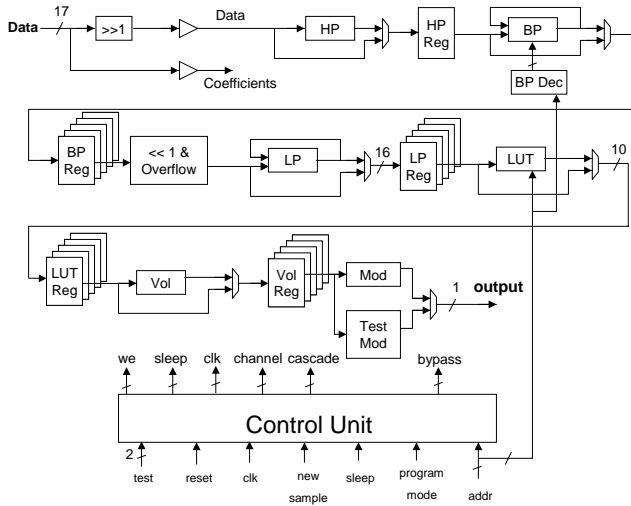 Data
17
>>1
Data
Coefficients
HP
HP
Reg
BP
BP Dec
BP
Reg
<< 1 &
Overflow
LP
16
LP
Reg
LUT
10
LUT
Reg
Vol
Vol
Reg
Mod
Test
Mod
1
output
we
sleep
clk
channel
cascade
bypass
Control Unit
2
test
reset
clk
new
sample
sleep
program
mode
addr